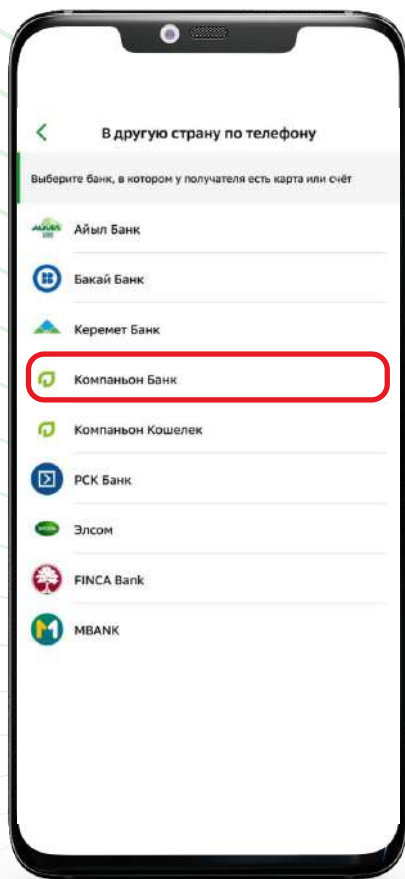 В другую страну по телефону
Выберите банк, в котором у получателя есть карта или счёт
Айыл Банк
Бакай Банк
Керемет Банк
Компаньон Банк
Компаньон Кошелек
РСК Банк
Элсом
FINCA Bank
MBANK